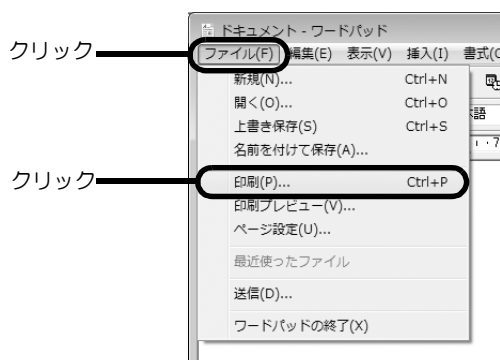 ドキュメント - ワードパッド
クリック
ファイル(F) 編集(E) 表示(V) 挿入(I) 書式(O
新規(N)... Ctrl+N
開く(O)... Ctrl+O
上書き保存(S) Ctrl+S
語
名前を付けて保存(A)...
7
クリック
印刷(P)... Ctrl+P
印刷プレビュー(V)...
ページ設定(U)...
最近使ったファイル
送信(D)...
ワードパッドの終了(X)